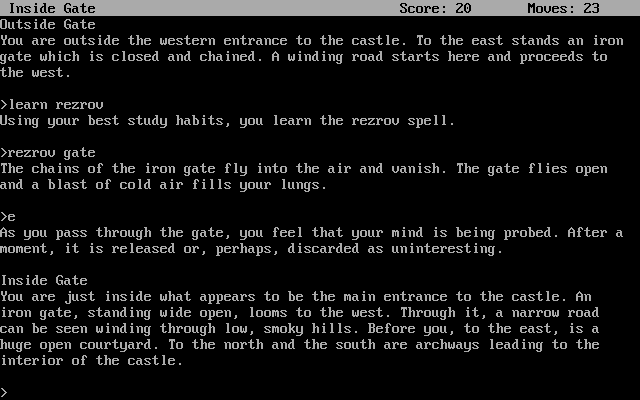 Inside Gate Score: 20 Moves: 23
Outside Gate
You are outside the western entrance to the castle. To the east stands an iron
gate which is closed and chained. A winding road starts here and proceeds to
the west.
>learn rezrov
Using your best study habits, you learn the rezrov spell.
>rezrov gate
The chains of the iron gate fly into the air and vanish. The gate flies open
and a blast of cold air fills your lungs.
>e
As you pass through the gate, you feel that your mind is being probed. After a
moment, it is released or, perhaps, discarded as uninteresting.
Inside Gate
You are just inside what appears to be the main entrance to the castle. An
iron gate, standing wide open, looms to the west. Through it, a narrow road
can be seen winding through low, smoky hills. Before you, to the east, is a
huge open courtyard. To the north and the south are archways leading to the
interior of the castle.
>